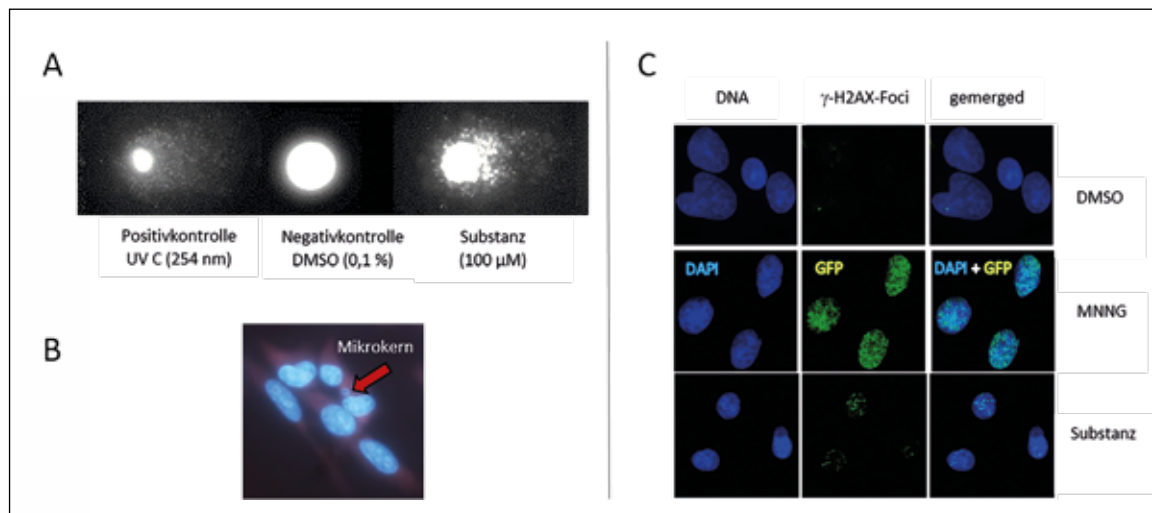 A
Positivkontrolle
UV C (254 nm)
Negativkontrolle
DMSO (0,1 %)
Substanz
(100 µM)
B
Mikrokern
C
DNA
γ-H2AX-Foci
gemerged
DMSO
DAPI
GFP
DAPI + GFP
MNNG
Substanz